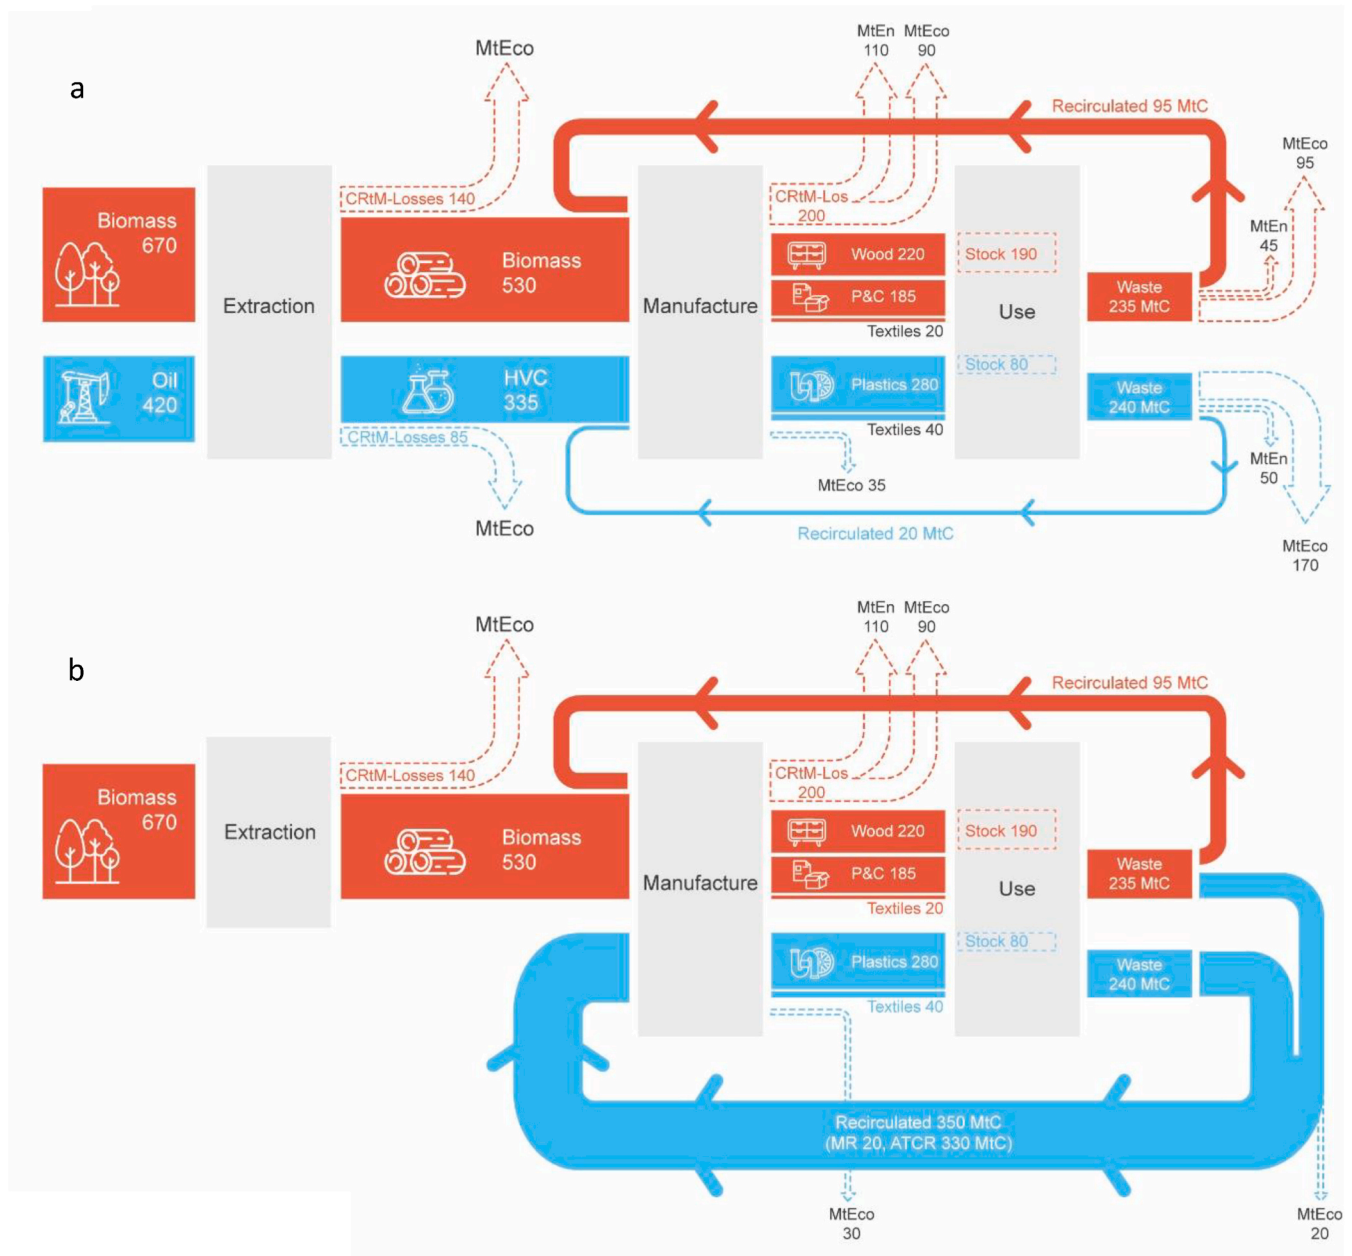 a
MtEco
MtEn
110
MtEco
90
Recirculated 95 MtC
MtEco
95
Biomass
670
CRtM-Losses 140
CRtM-Los
200
MtEn
45
Biomass
530
Wood 220
Stock 190
Extraction
Manufacture
P&C 185
Use
Waste
235 MtC
Textiles 20
Oil
420
HVC
335
Plastics 280
Stock 80
Waste
240 MtC
CRtM-Losses 85
Textiles 40
MtEn
50
MtEco 35
MtEco
Recirculated 20 MtC
MtEco
170
b
MtEco
MtEn
110
MtEco
90
Recirculated 95 MtC
Biomass
670
CRtM-Losses 140
CRtM-Los
200
Extraction
Biomass
530
Wood 220
Stock 190
Manufacture
P&C 185
Use
Waste
235 MtC
Textiles 20
Plastics 280
Stock 80
Waste
240 MtC
Textiles 40
Recirculated 350 MtC
(MR 20, ATCR 330 MtC)
MtEco
30
MtEco
20